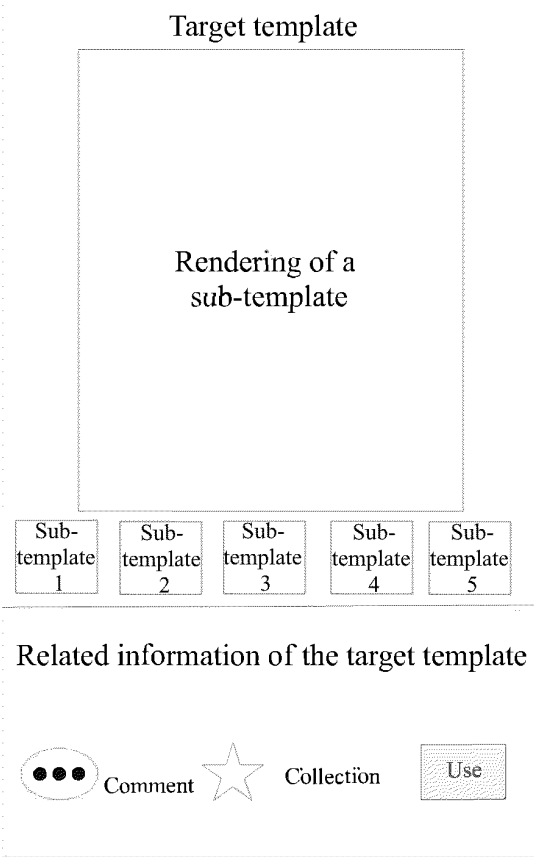 Target template
Rendering of a
sub-template
Sub-
template
1
Sub-
template
2
Sub-
template
3
Sub-
template
4
Sub-
template
5
Related information of the target template
Comment
Collection
Use